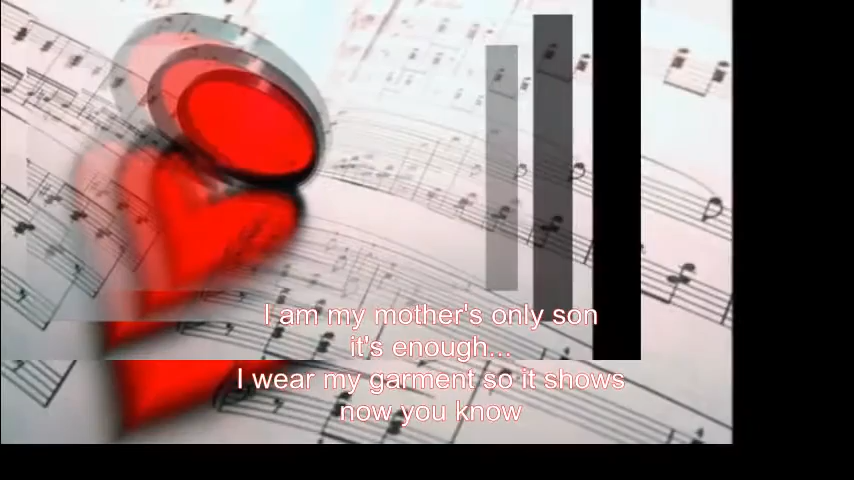 I am my mother's only son
it's enough...
I wear my garment so it shows
now you know